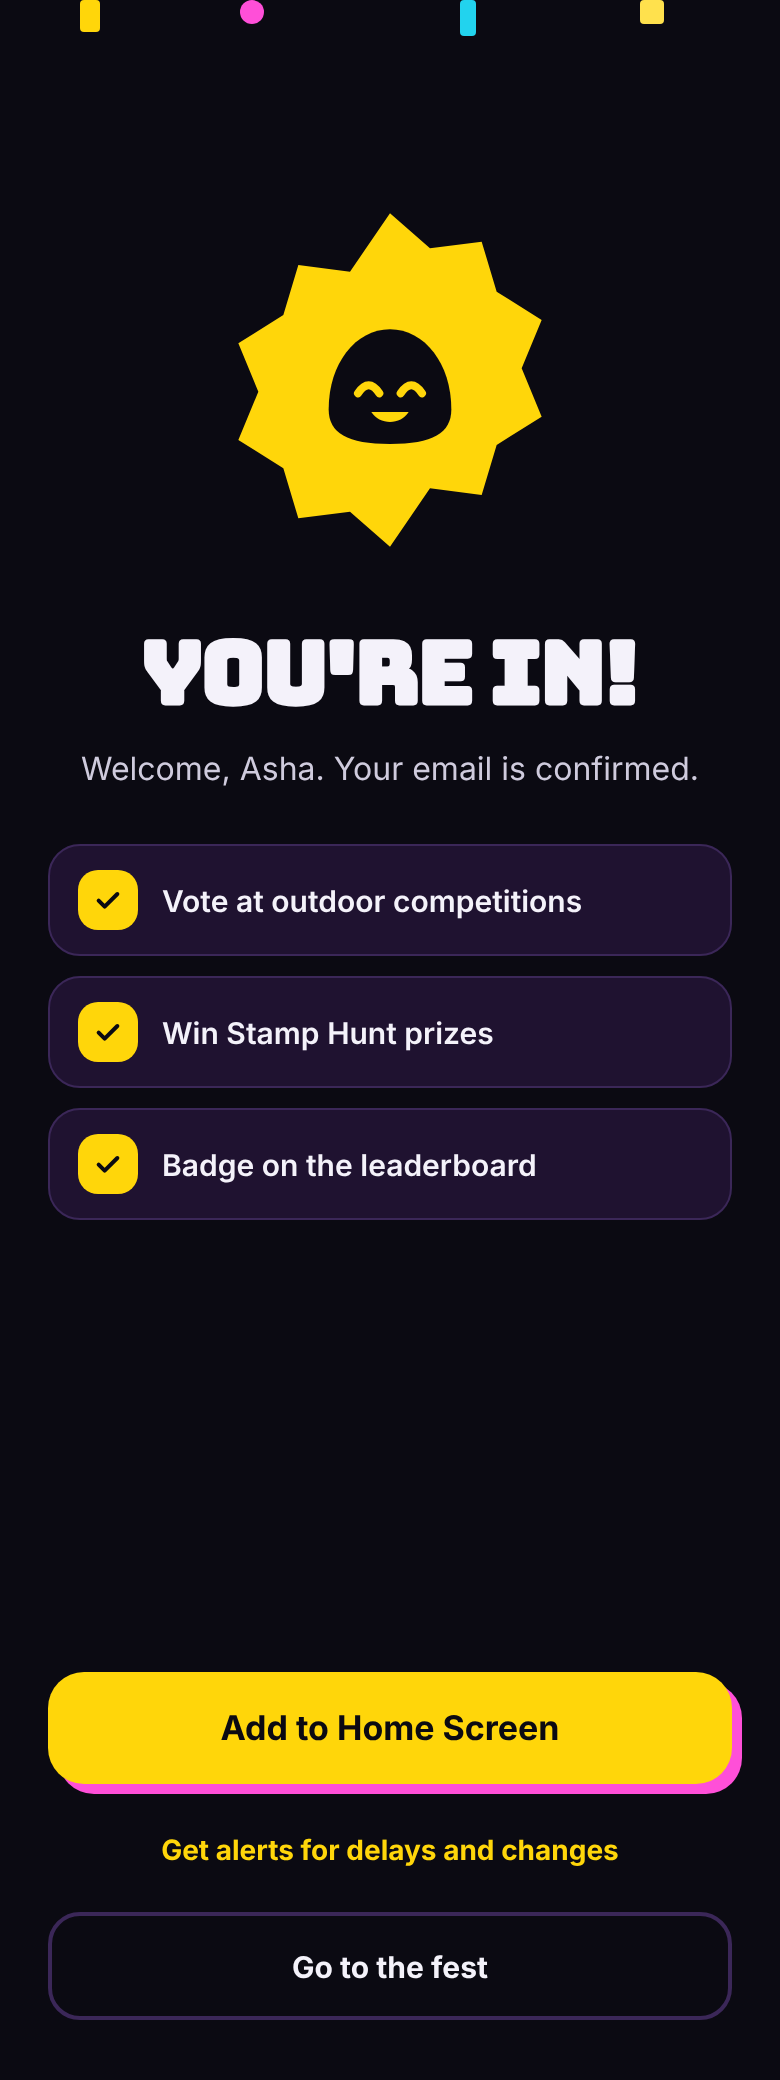 YOU'RE IN!
Welcome, Asha. Your email is confirmed.
Vote at outdoor competitions
Win Stamp Hunt prizes
Badge on the leaderboard
Add to Home Screen
Get alerts for delays and changes
Go to the fest